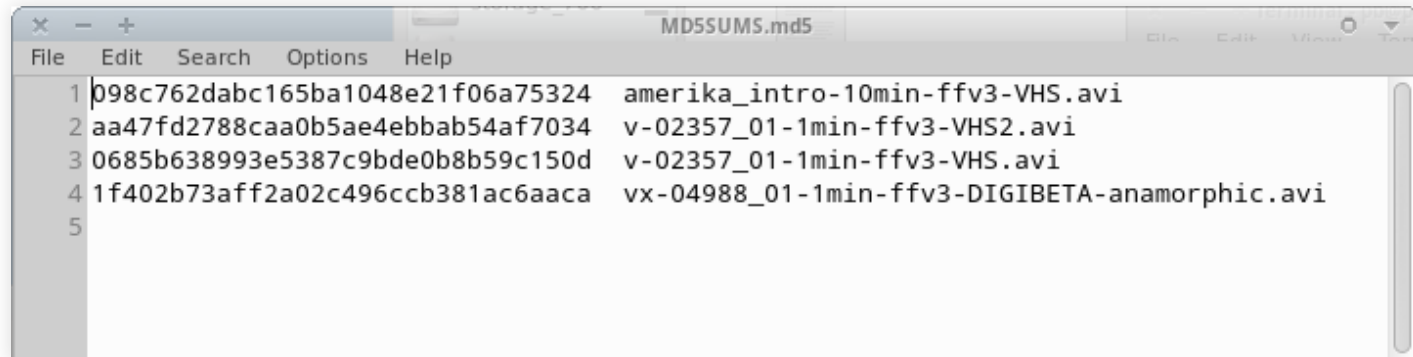 MD5SUMS.md5
File Edit Search Options Help
1 098c762dabc165ba1048e21f06a75324  amerika_intro-10min-ffv3-VHS.avi
2 aa47fd2788caa0b5ae4ebbab54af7034  v-02357_01-1min-ffv3-VHS2.avi
3 0685b638993e5387c9bde0b8b59c150d  v-02357_01-1min-ffv3-VHS.avi
4 1f402b73aff2a02c496ccb381ac6aaca  vx-04988_01-1min-ffv3-DIGIBETA-anamorphic.avi
5